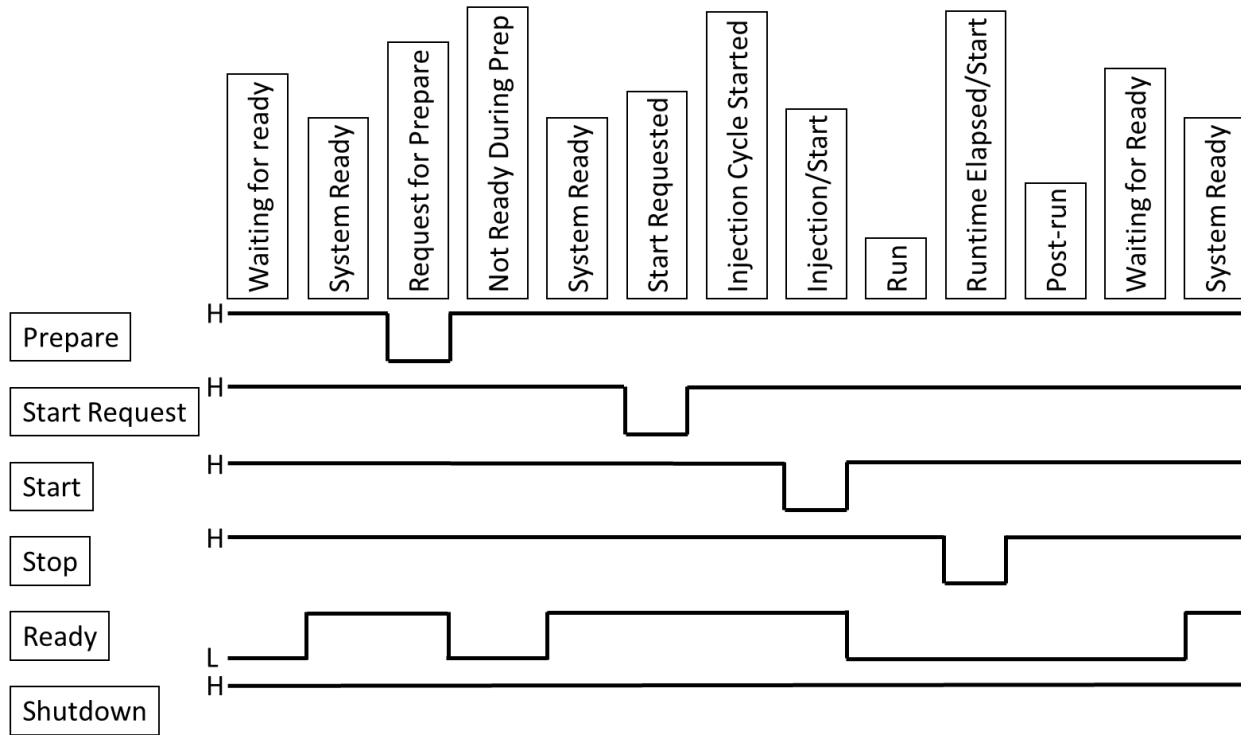 Waiting for ready
System Ready
Request for Prepare
Not Ready During Prep
System Ready
Start Requested
Injection Cycle Started
Injection/Start
Run
Runtime Elapsed/Start
Post-run
Waiting for Ready
System Ready
H
Prepare
H
Start Request
H
Start
H
Stop
Ready
L
H
Shutdown